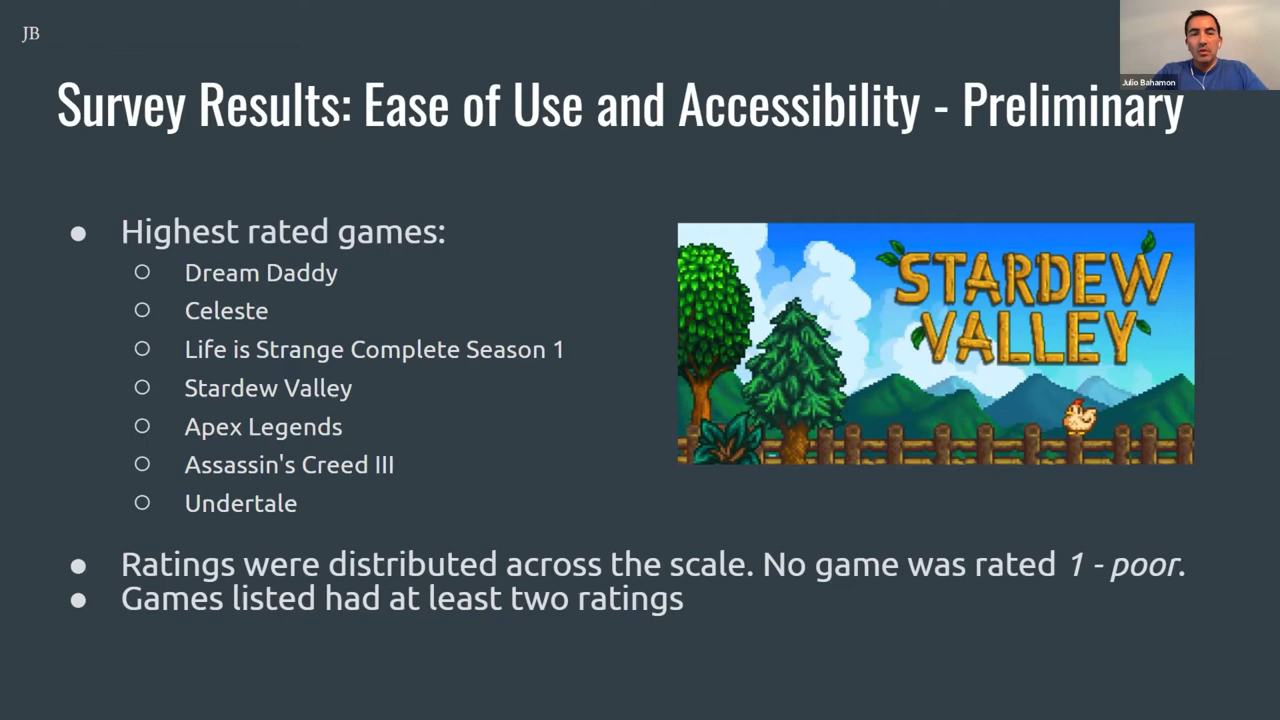 JB
Julio Bahamon
Survey Results: Ease of Use and Accessibility - Preliminary
● Highest rated games:
○ Dream Daddy
○ Celeste
○ Life is Strange Complete Season 1
○ Stardew Valley
○ Apex Legends
○ Assassin's Creed III
○ Undertale
STARDEW
VALLEY
● Ratings were distributed across the scale. No game was rated 1 - poor.
● Games listed had at least two ratings